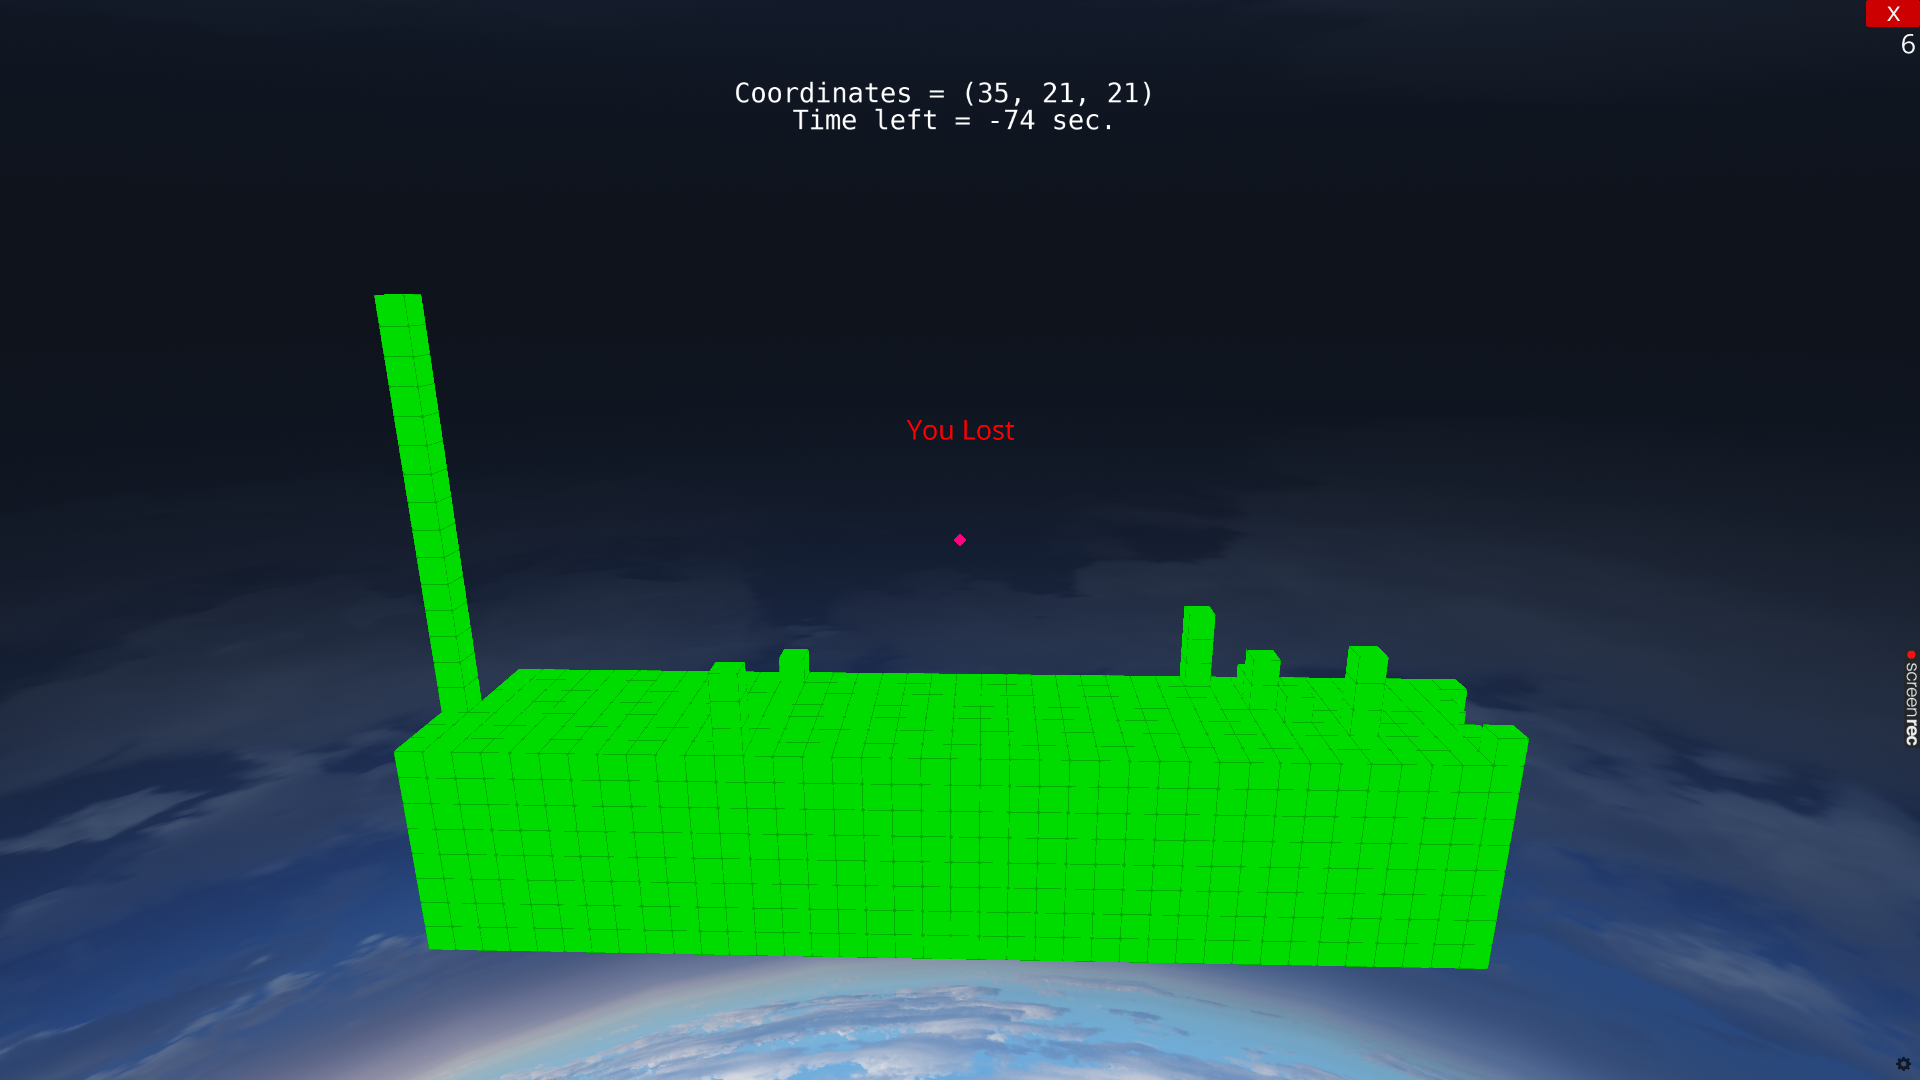 X
6
Coordinates = (35, 21, 21)
Time left = -74 sec.
You Lost
screenrec